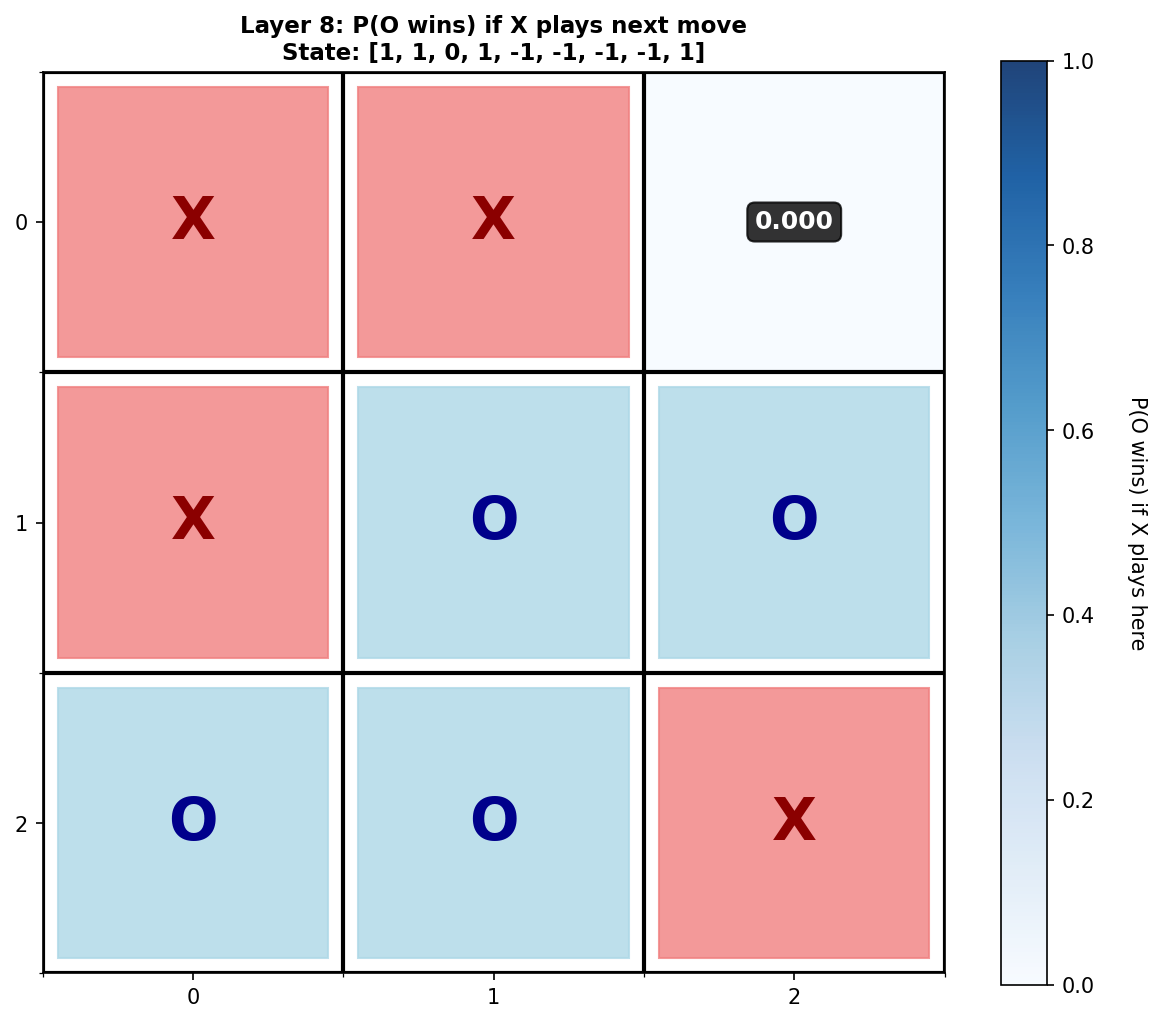 Layer 8: P(O wins) if X plays next move
State: [1, 1, 0, 1, -1, -1, -1, -1, 1]
0
X
X
0.000
1
X
O
O
2
O
O
X
0
1
2
1.0
0.8
0.6
0.4
0.2
0.0
P(O wins) if X plays here